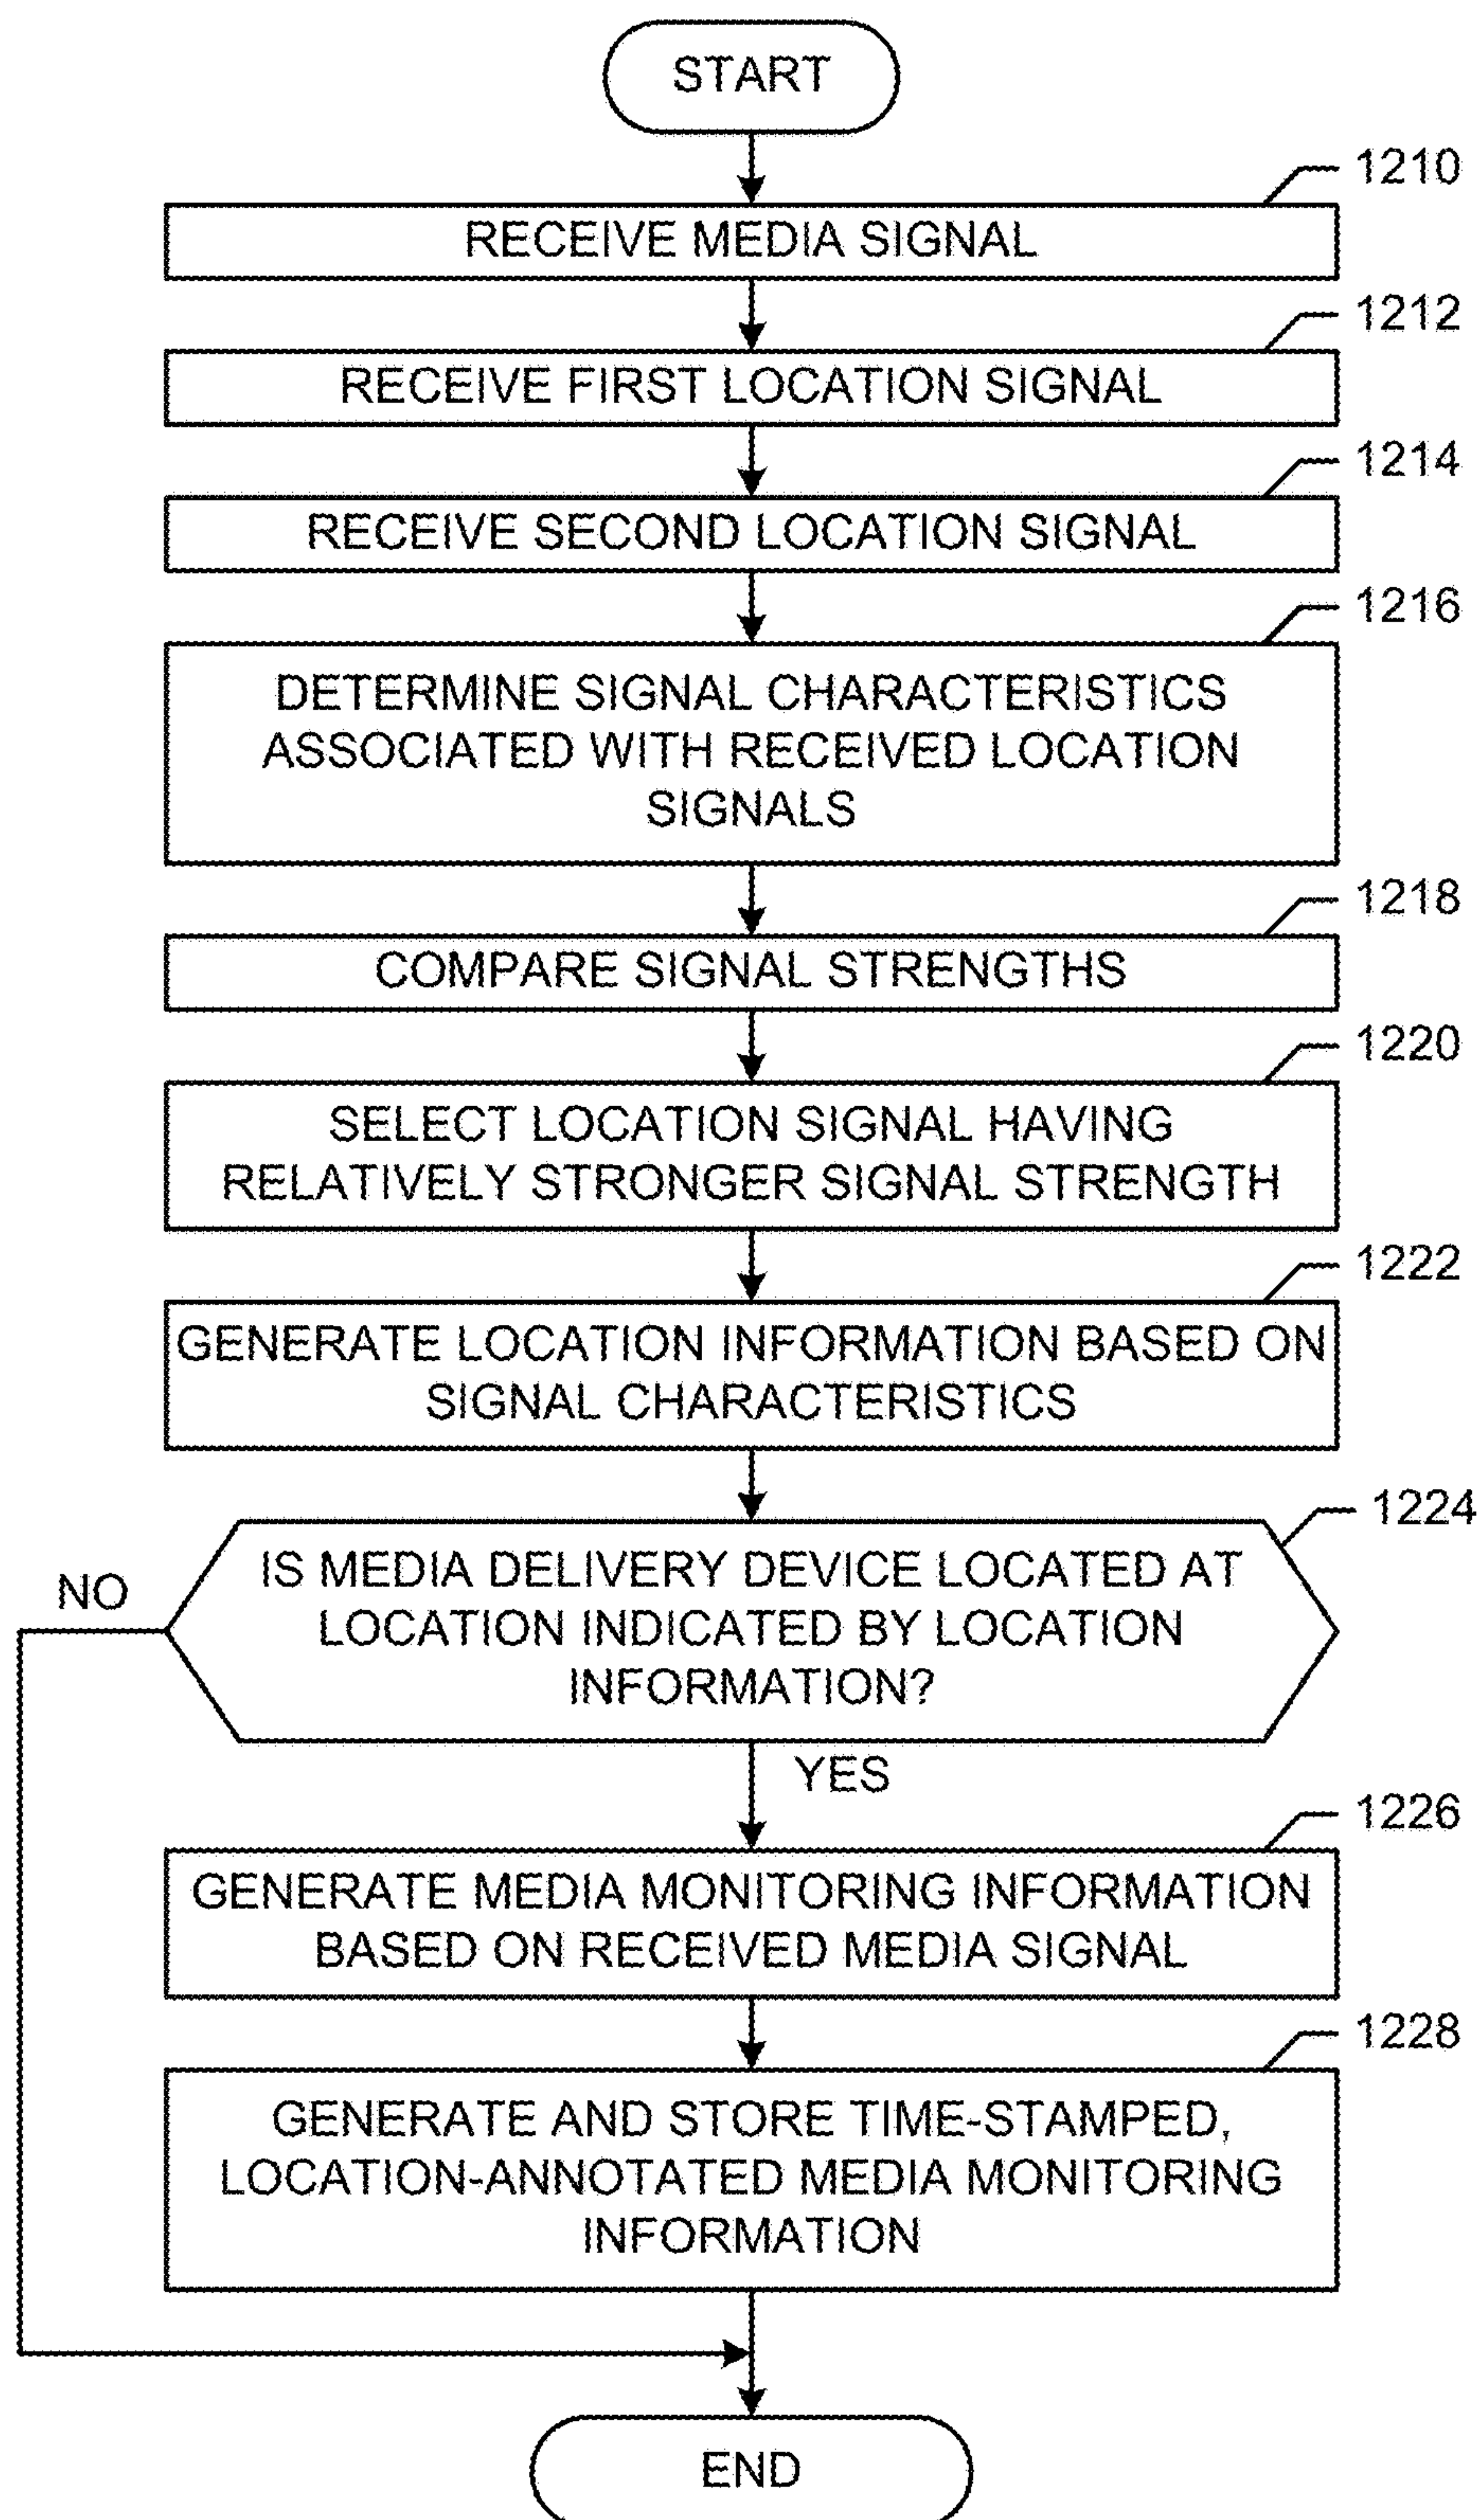 START
1210
RECEIVE MEDIA SIGNAL
1212
RECEIVE FIRST LOCATION SIGNAL
1214
RECEIVE SECOND LOCATION SIGNAL
1216
DETERMINE SIGNAL CHARACTERISTICS
ASSOCIATED WITH RECEIVED LOCATION
SIGNALS
1218
COMPARE SIGNAL STRENGTHS
1220
SELECT LOCATION SIGNAL HAVING
RELATIVELY STRONGER SIGNAL STRENGTH
1222
GENERATE LOCATION INFORMATION BASED ON
SIGNAL CHARACTERISTICS
1224
IS MEDIA DELIVERY DEVICE LOCATED AT
LOCATION INDICATED BY LOCATION
INFORMATION?
NO
YES
1226
GENERATE MEDIA MONITORING INFORMATION
BASED ON RECEIVED MEDIA SIGNAL
1228
GENERATE AND STORE TIME-STAMPED,
LOCATION-ANNOTATED MEDIA MONITORING
INFORMATION
END